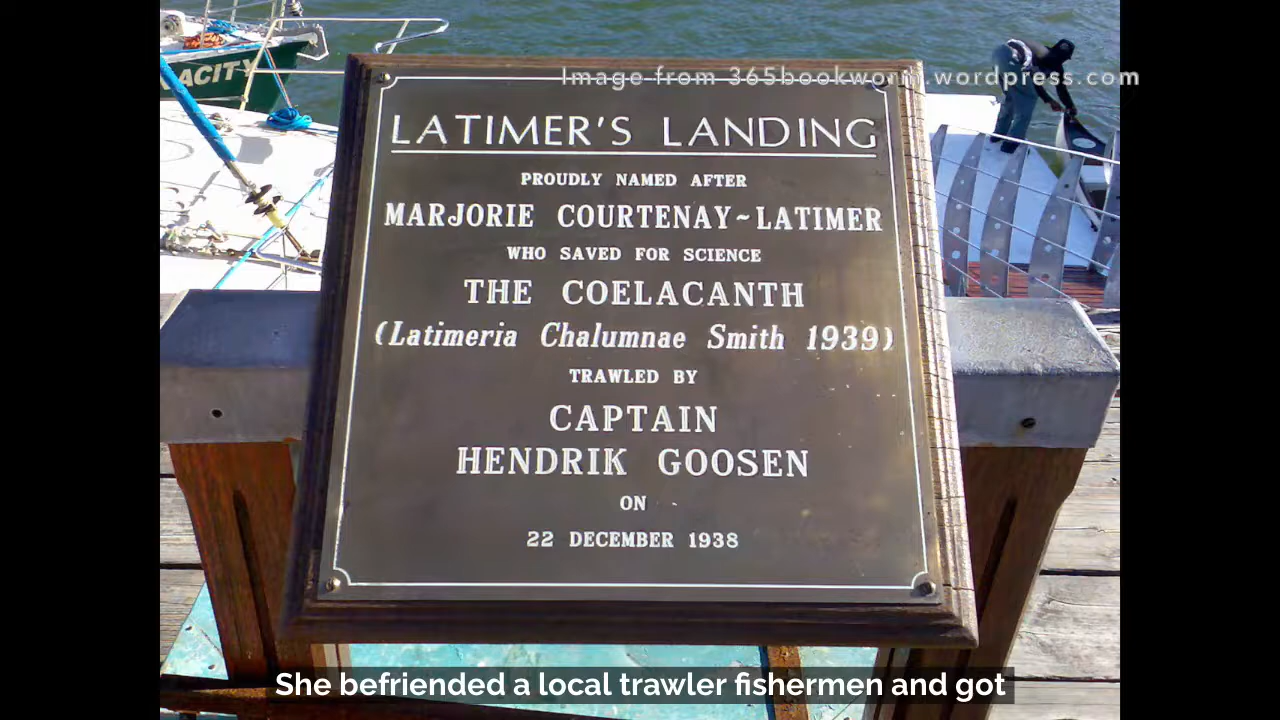 ACITY
Image from 365bookworm.wordpress.com
LATIMER'S LANDING
PROUDLY NAMED AFTER
MARJORIE COURTENAY~LATIMER
WHO SAVED FOR SCIENCE
THE COELACANTH
(Latimeria Chalumnae Smith 1939)
TRAWLED BY
CAPTAIN
HENDRIK GOOSEN
ON
22 DECEMBER 1938
She befriended a local trawler fishermen and got